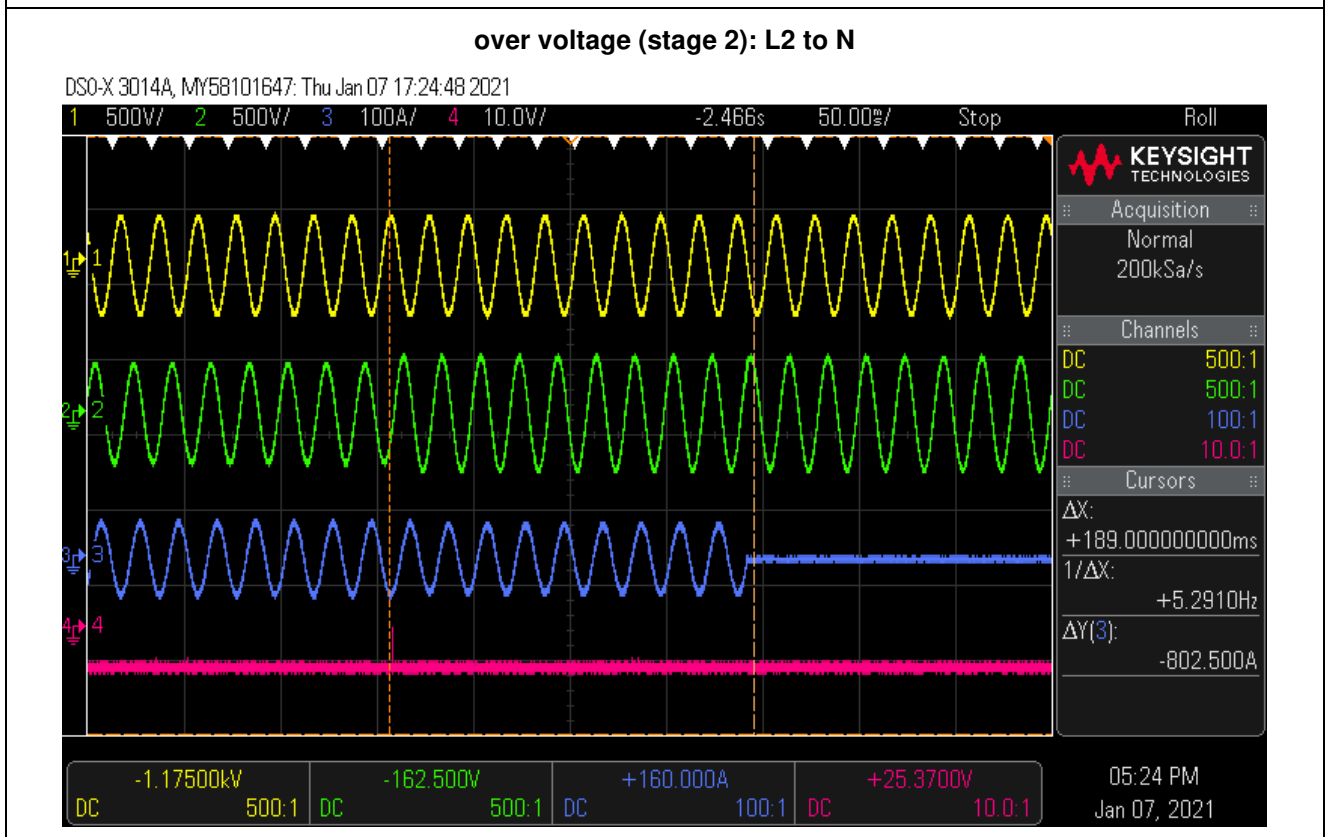 over voltage (stage 2): L2 to N
DSO-X 3014A, MY58101647: Thu Jan 07 17:24:48 2021
1 500V/ 2 500V/ 3 100A/ 4 10.0V/ -2.466s 50.00ms/ Stop Roll
KEYSIGHT
TECHNOLOGIES
Acquisition
Normal
200kSa/s
Channels
DC 500:1
DC 500:1
DC 100:1
DC 10.0:1
Cursors
ΔX:
+189.000000000ms
1/ΔX:
+5.2910Hz
ΔY(3):
-802.500A
1 1
2 2
3 3
4 4
-1.17500kV -162.500V +160.000A +25.3700V
DC 500:1 DC 500:1 DC 100:1 DC 10.0:1
05:24 PM
Jan 07, 2021